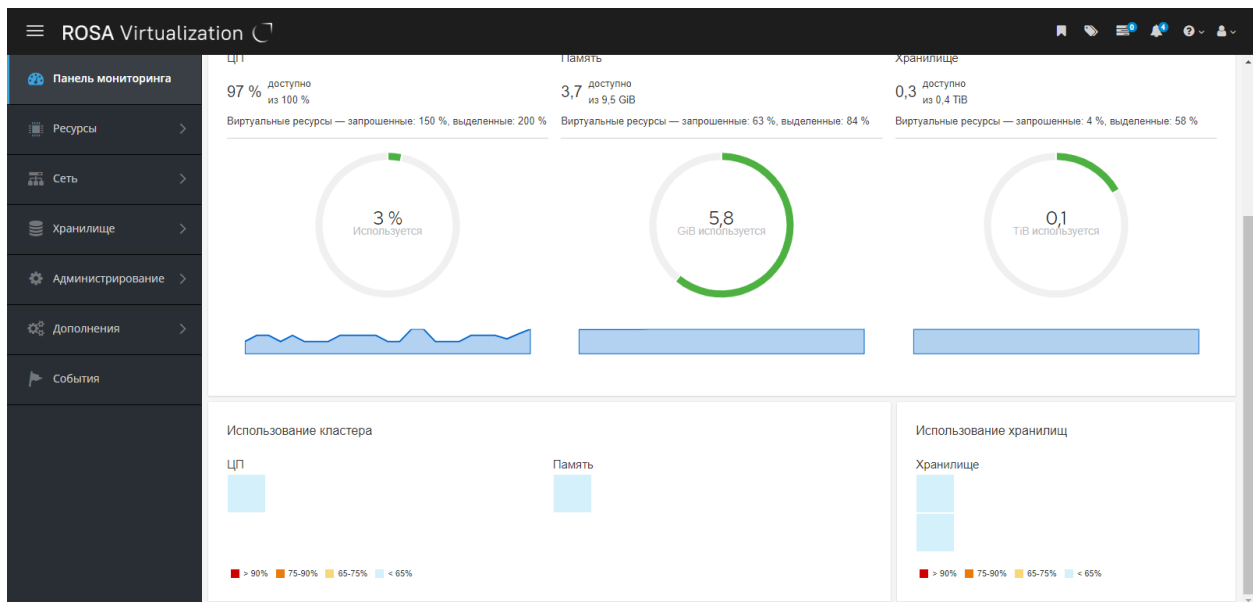 ROSA Virtualization
0
4
Панель мониторинга
Ресурсы
Сеть
Хранилище
Администрирование
Дополнения
События
ЦП
97 % доступно
из 100 %
Виртуальные ресурсы — запрошенные: 150 %, выделенные: 200 %
3 %
Используется
Память
3,7 доступно
из 9,5 GiB
Виртуальные ресурсы — запрошенные: 63 %, выделенные: 84 %
5,8
GiB используется
Хранилище
0,3 доступно
из 0,4 TiB
Виртуальные ресурсы — запрошенные: 4 %, выделенные: 58 %
0,1
TiB используется
Использование кластера
ЦП
Память
> 90% 75-90% 65-75% < 65%
Использование хранилищ
Хранилище
> 90% 75-90% 65-75% < 65%